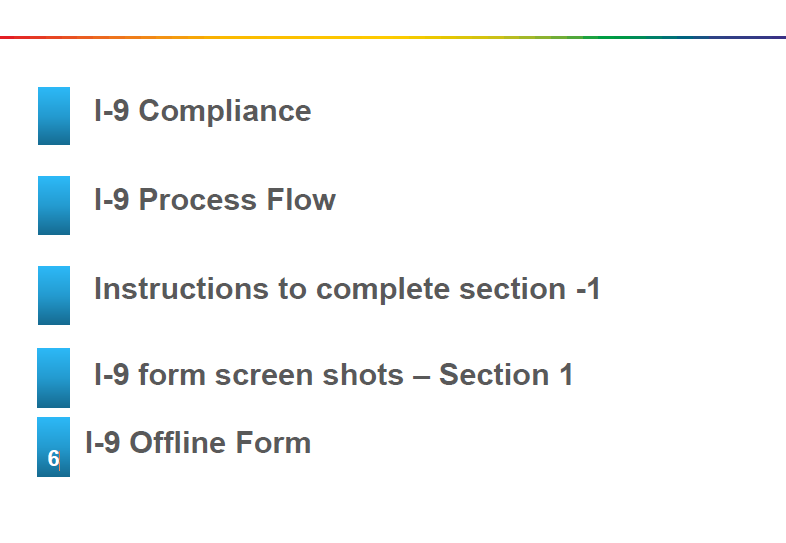 I-9 Compliance
I-9 Process Flow
Instructions to complete section -1
I-9 form screen shots – Section 1
6 I-9 Offline Form